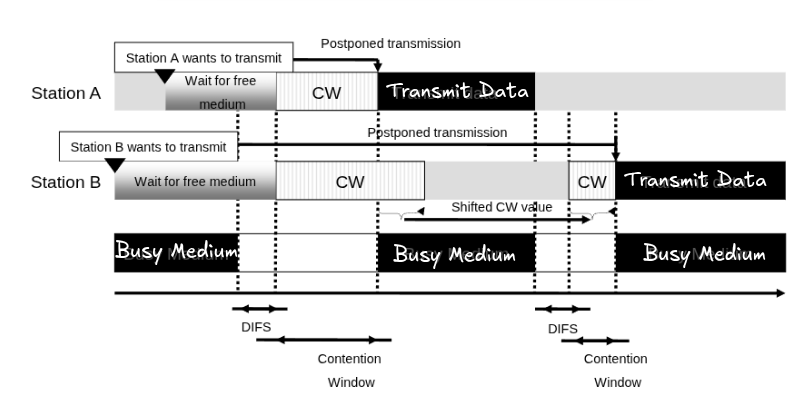 Postponed transmission
Station A wants to transmit
Station A
Wait for free
medium
CW
Transmit Data
Postponed transmission
Station B wants to transmit
Station B
Wait for free medium
CW
CW
Transmit Data
Shifted CW value
Busy Medium
Busy Medium
Busy Medium
DIFS
DIFS
Contention
Window
Contention
Window